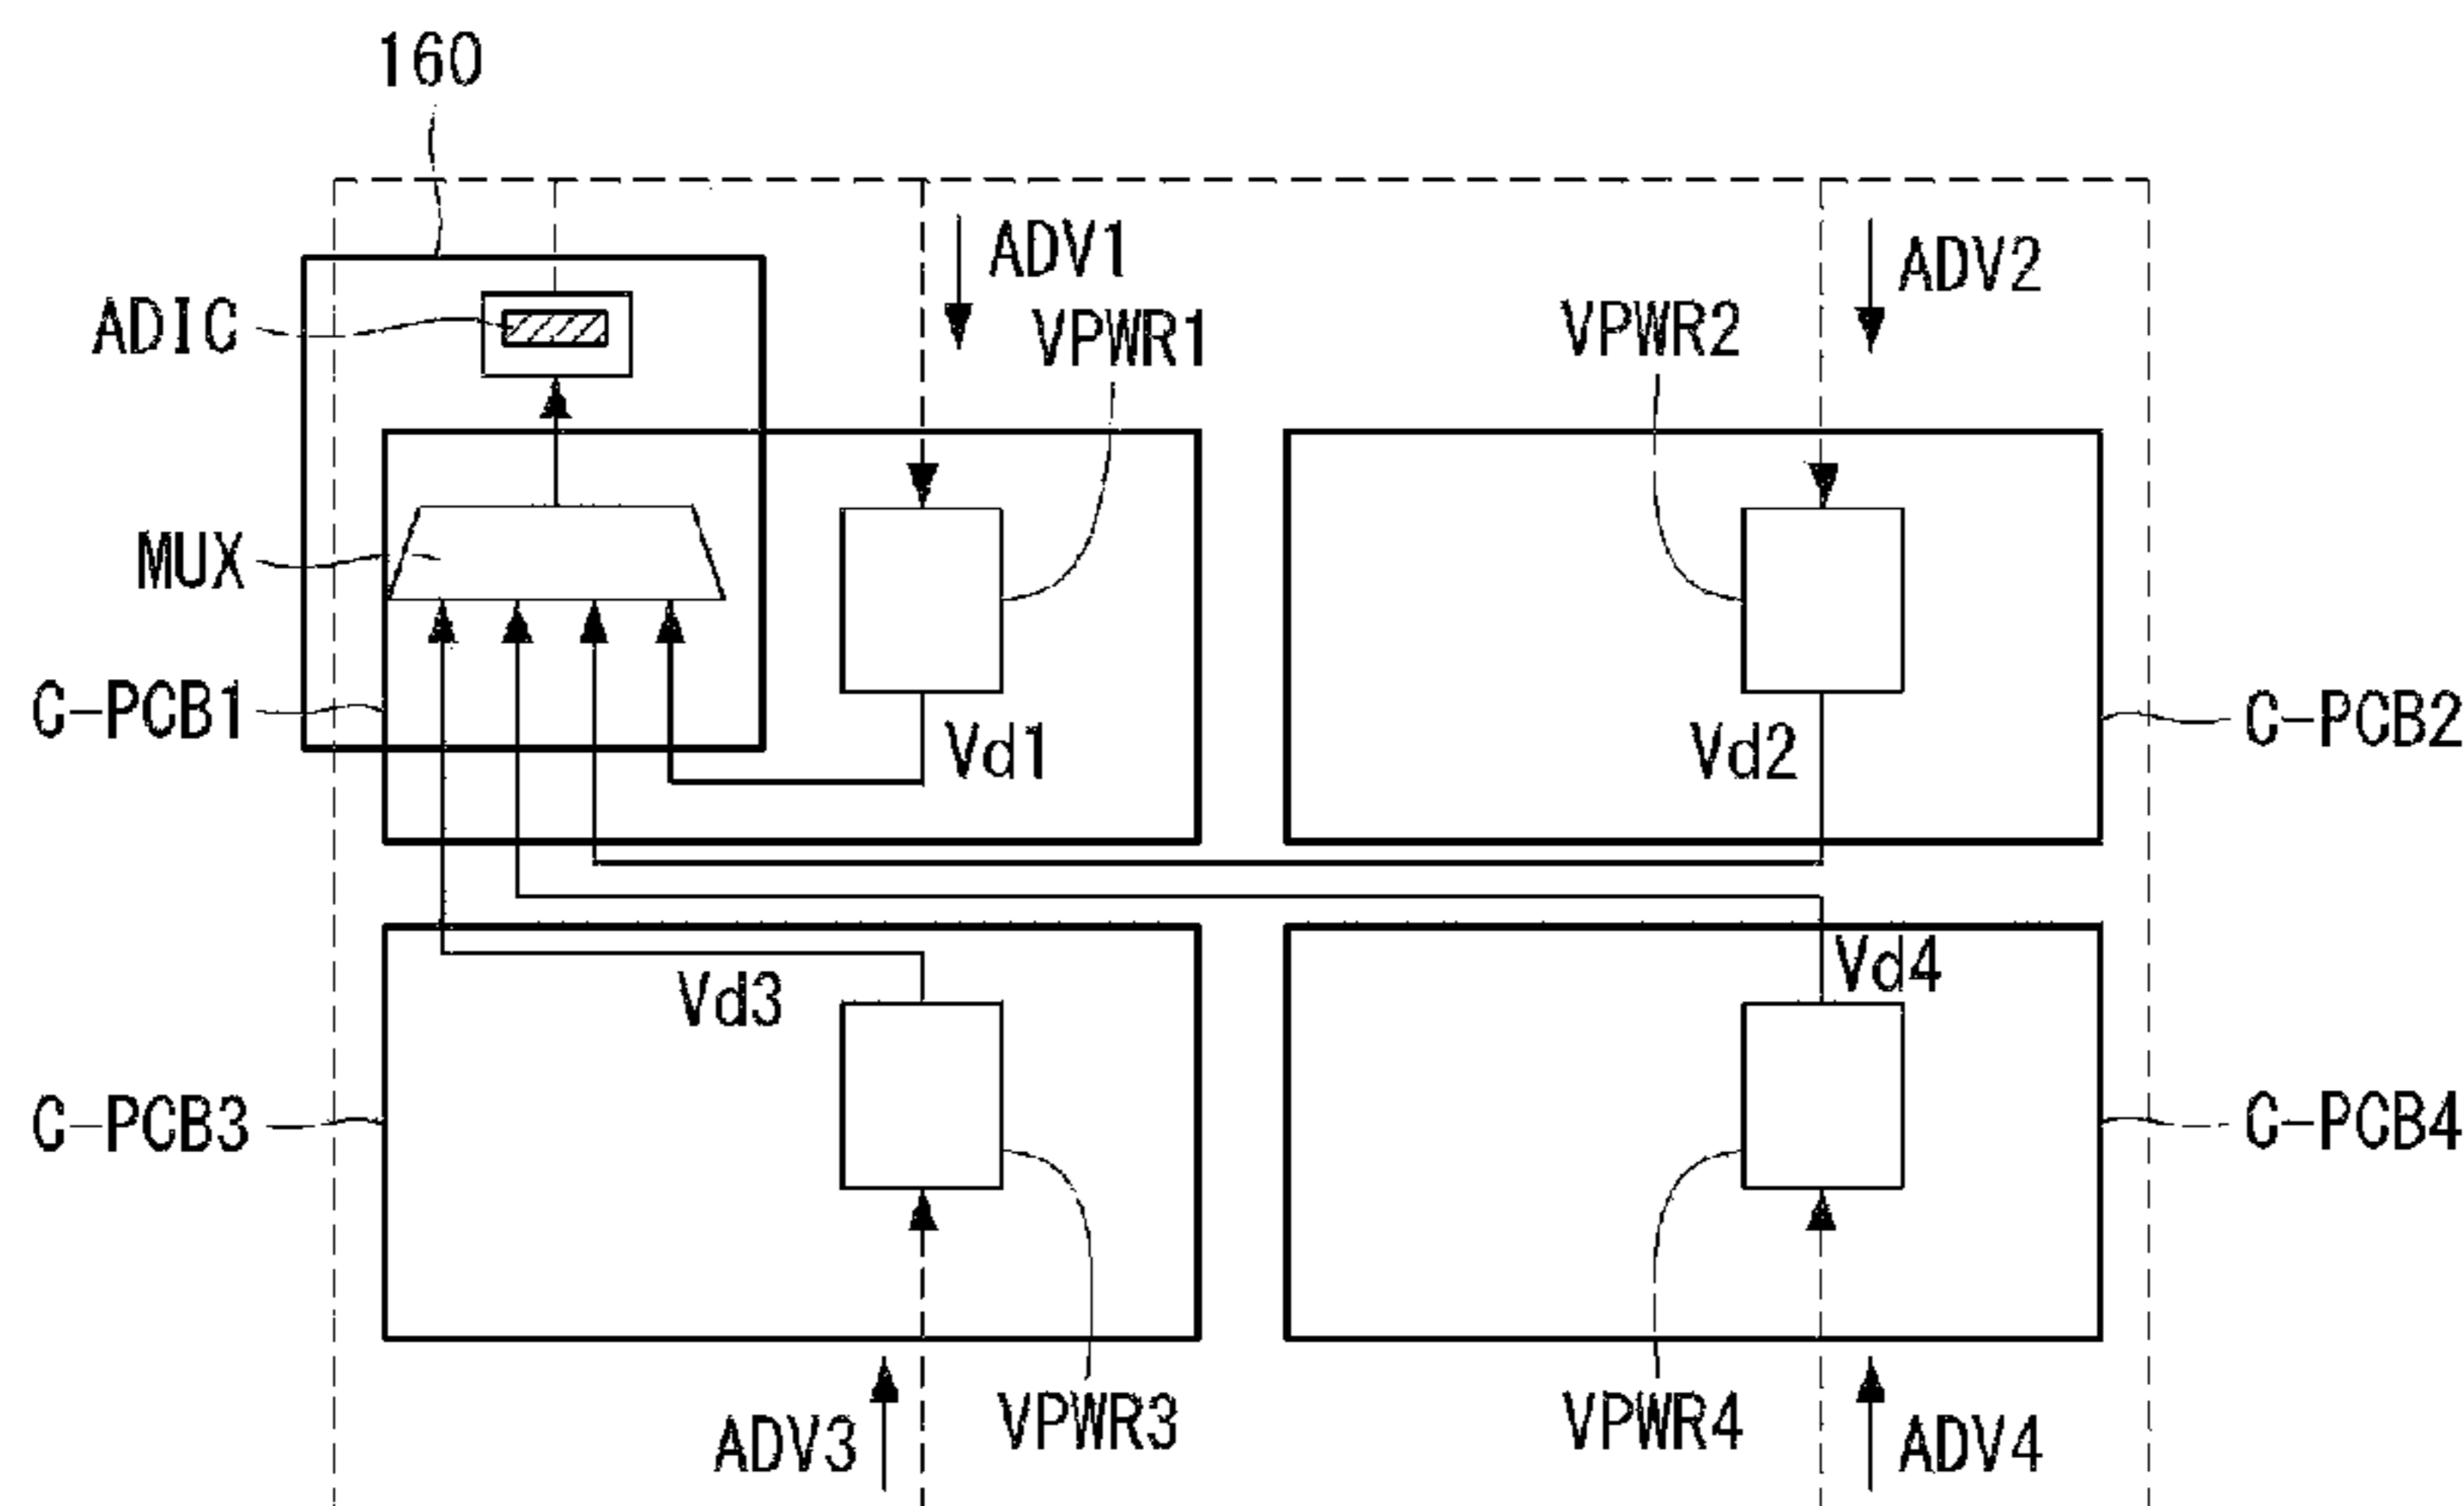 160
ADV1
ADV2
ADIC
VPWR1
VPWR2
MUX
C-PCB1
Vd1
Vd2
C-PCB2
Vd3
Vd4
C-PCB3
C-PCB4
ADV3
VPWR3
VPWR4
ADV4